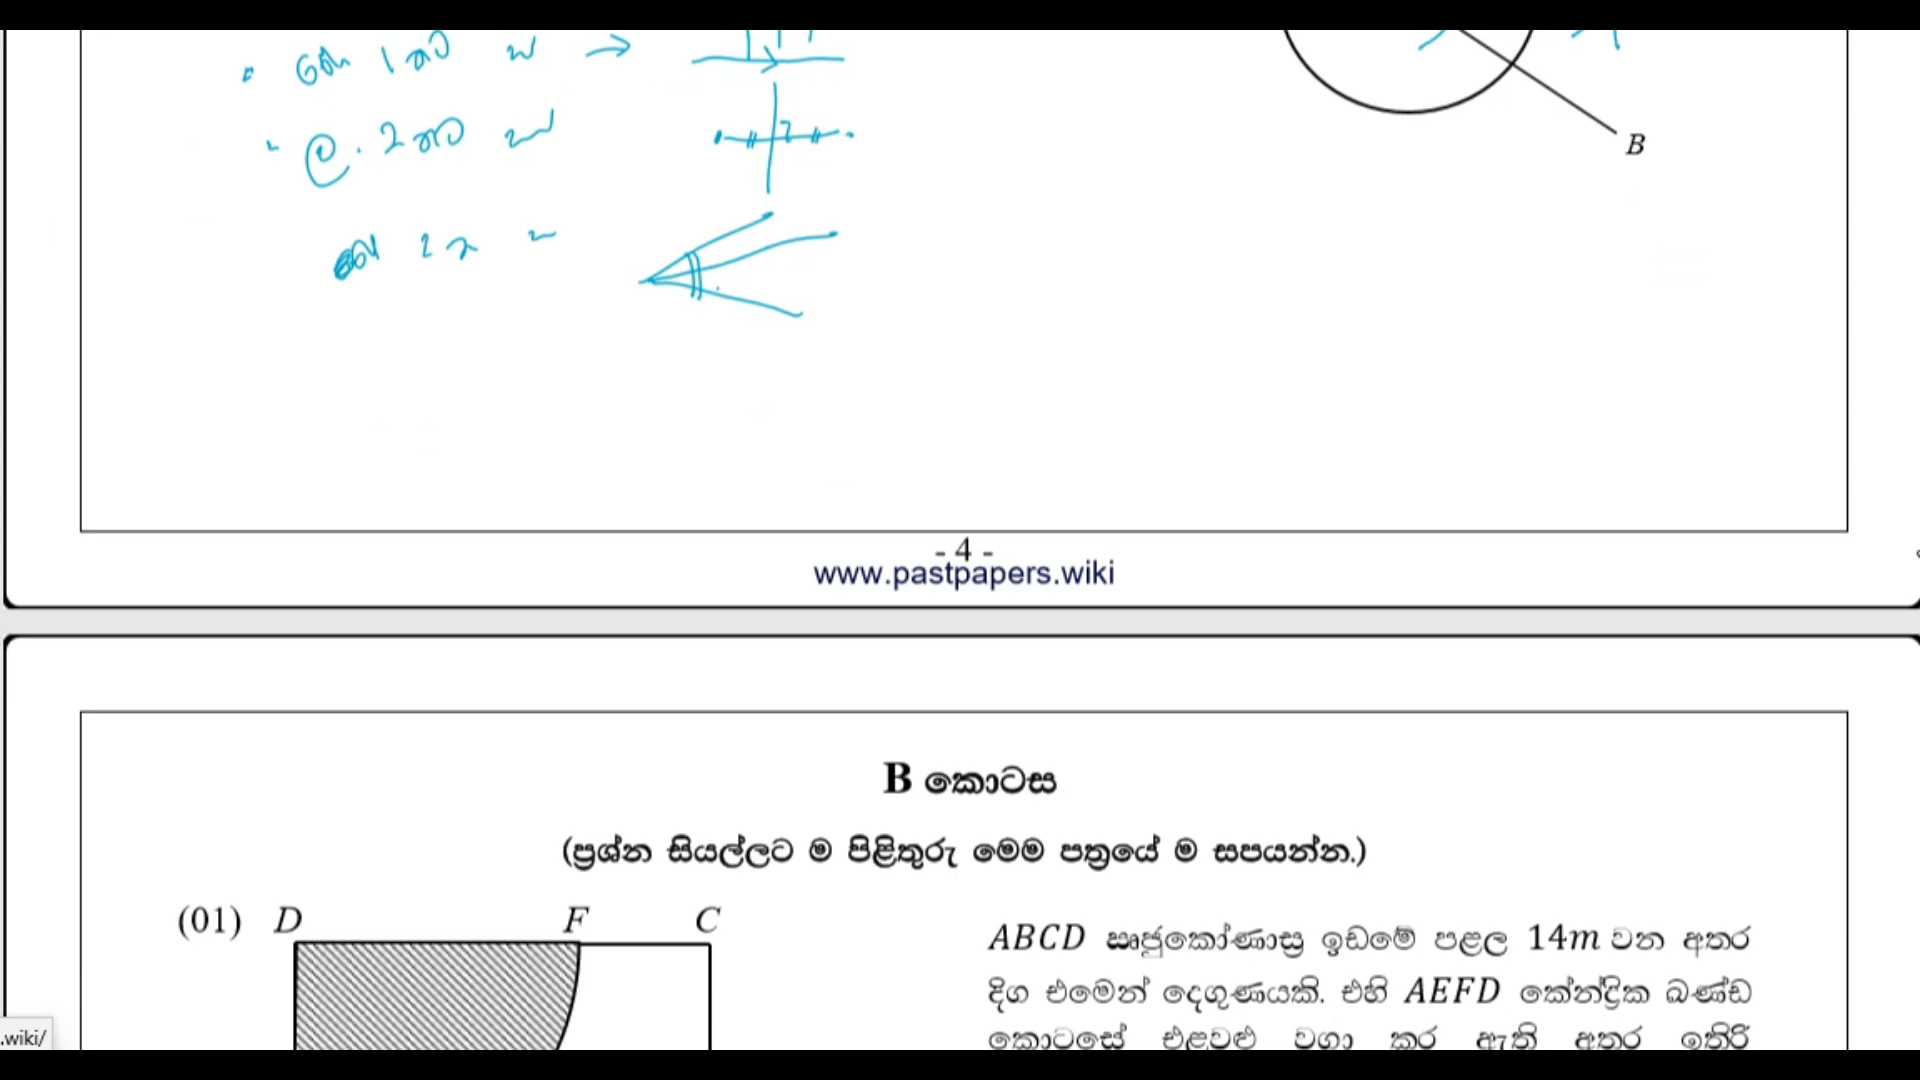 B
- 4 -
www.pastpapers.wiki
B කොටස
(ප්‍රශ්න සියල්ලට ම පිළිතුරු මෙම පත්‍රයේ ම සපයන්න.)
(01) D F C
ABCD සෘජුකෝණාස්‍ර ඉඩමේ පළල 14m වන අතර
දිග එමෙන් දෙගුණයකි. එහි AEFD කේන්ද්‍රික ඛණ්ඩ
කොටසේ එළවළු වගා කර ඇති අතර ඉතිරි
.wiki/